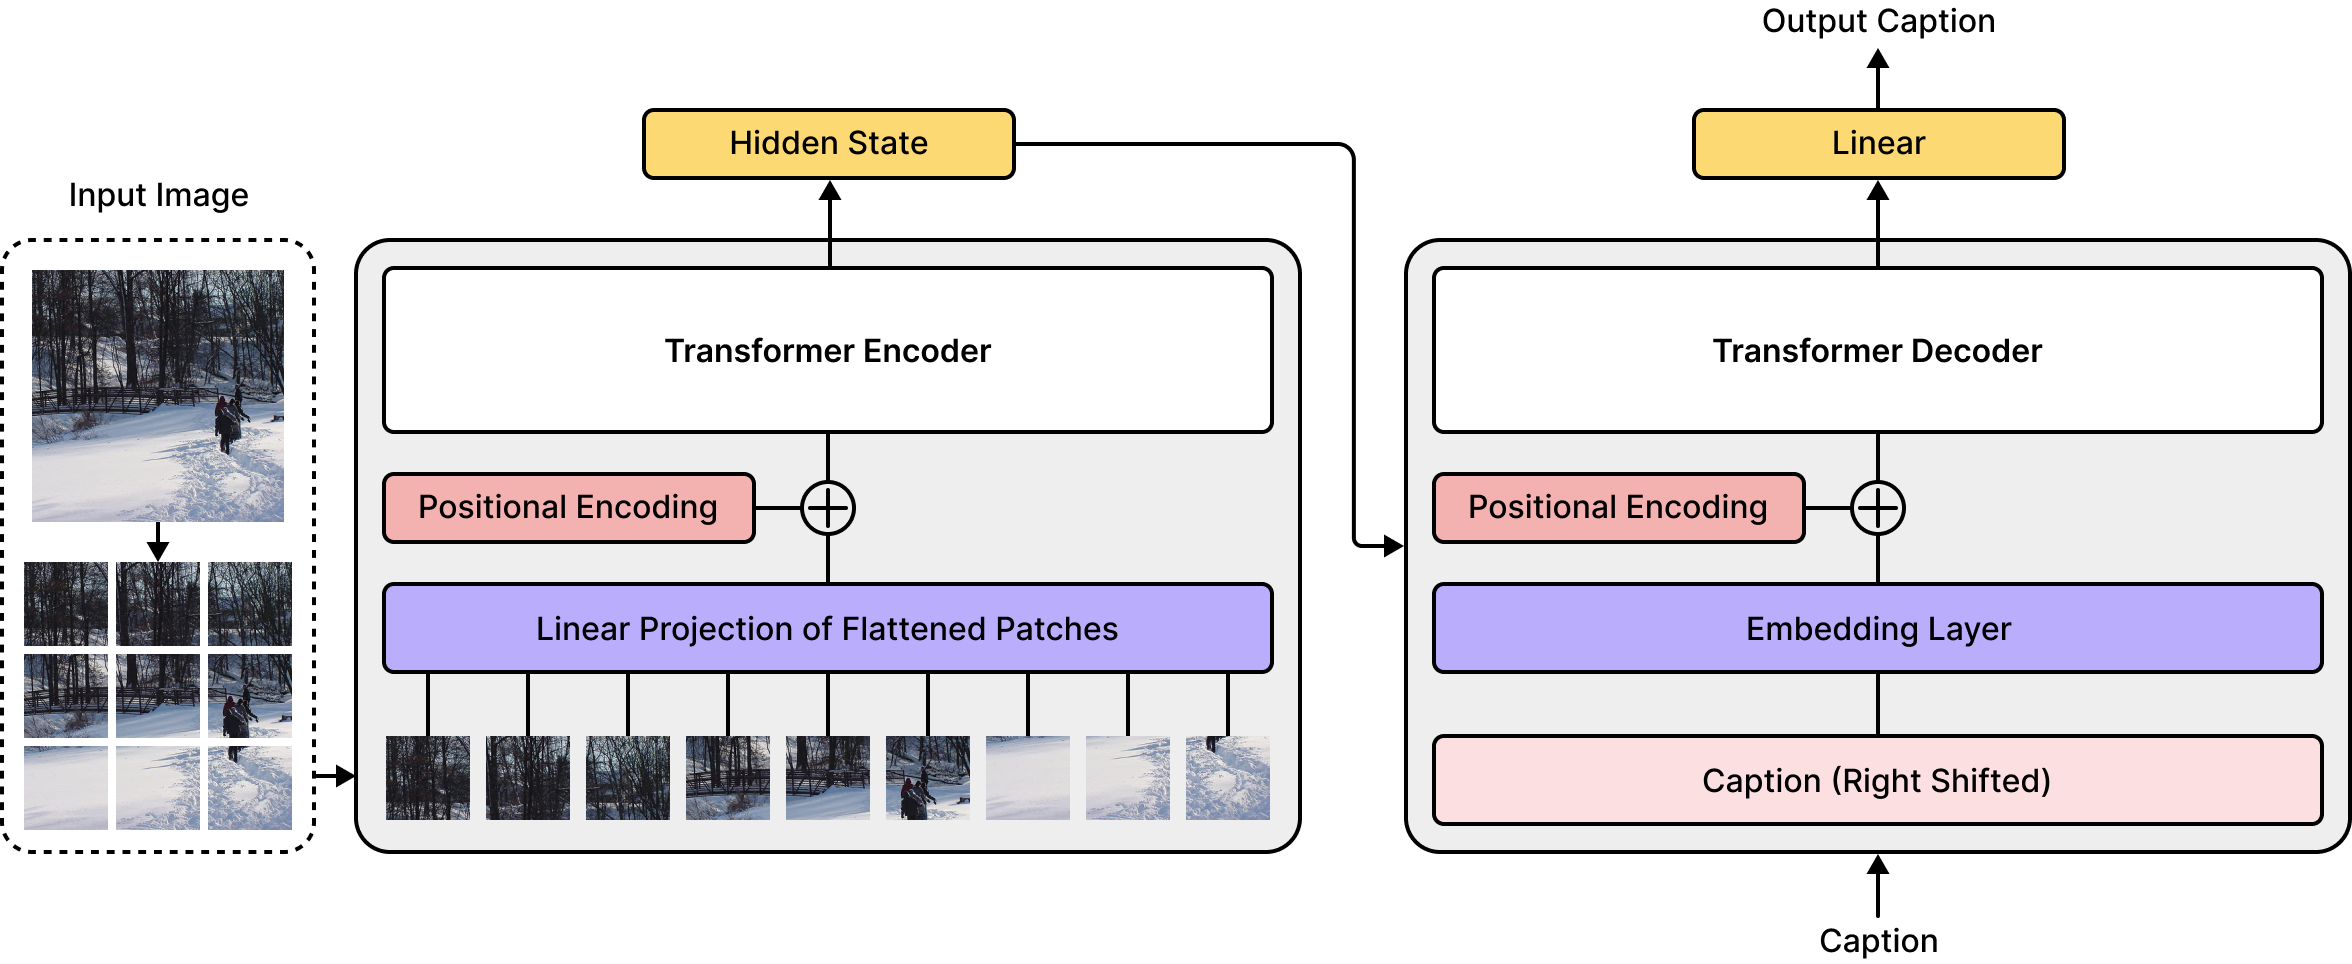 Output Caption
Hidden State
Linear
Input Image
Transformer Encoder
Transformer Decoder
Positional Encoding
Positional Encoding
Linear Projection of Flattened Patches
Embedding Layer
Caption (Right Shifted)
Caption